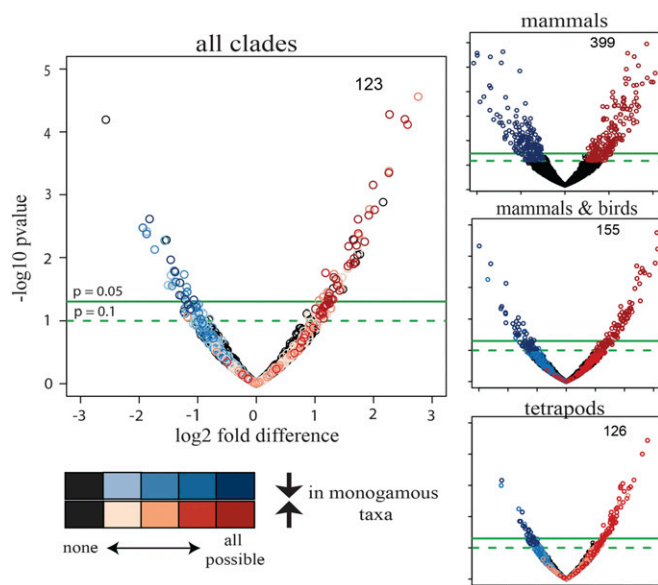 all clades
123
5
4
3
2
1
0
-log10 pvalue
p = 0.05
p = 0.1
-3 -2 -1 0 1 2 3
log2 fold difference
mammals
399
mammals & birds
155
tetrapods
126
in monogamous
taxa
none
all
possible